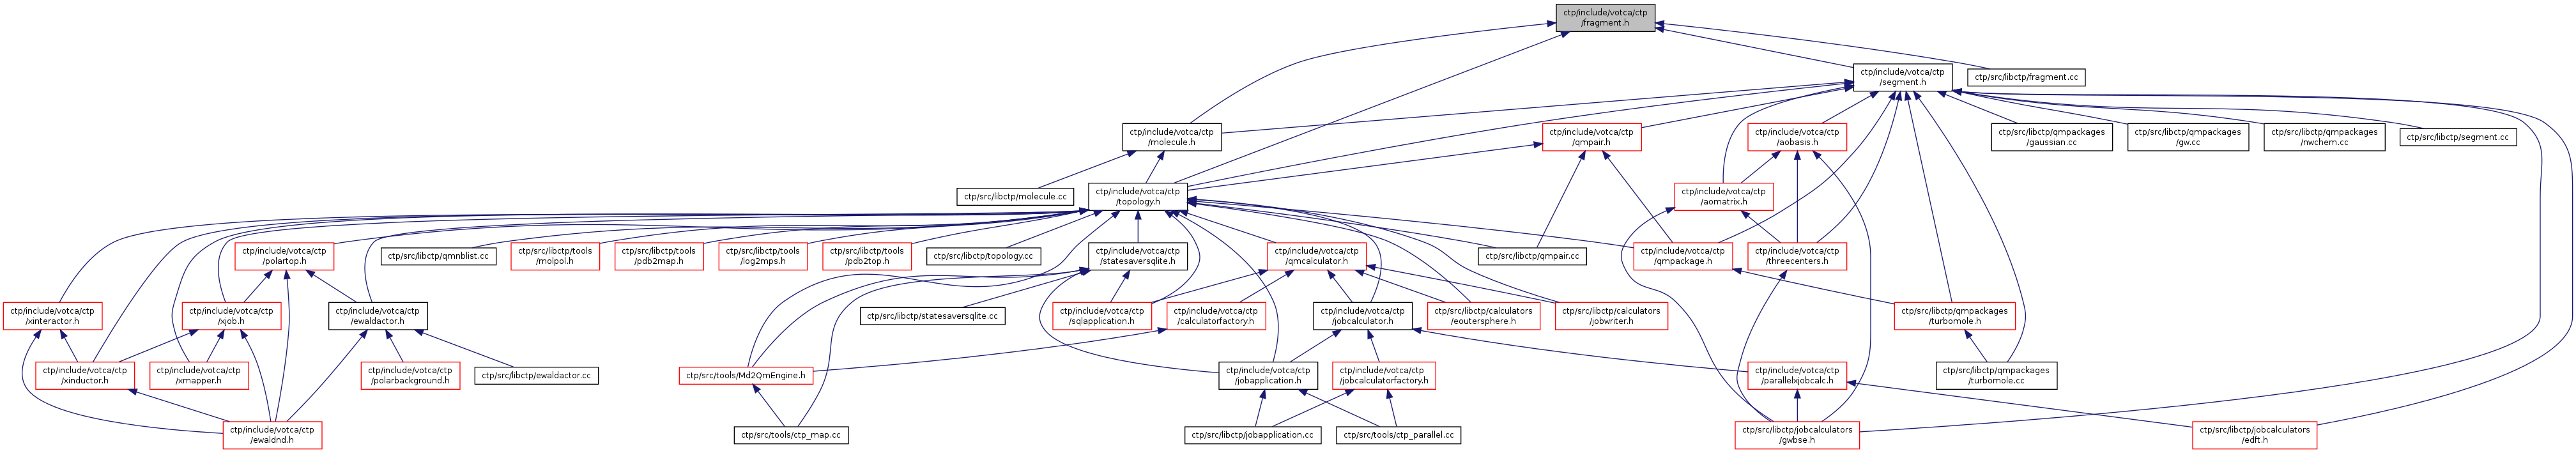 ctp/include/votca/ctp
/fragment.h
ctp/include/votca/ctp
/segment.h
ctp/src/libctp/fragment.cc
ctp/include/votca/ctp
/molecule.h
ctp/include/votca/ctp
/qmpair.h
ctp/include/votca/ctp
/aobasis.h
ctp/src/libctp/qmpackages
/gaussian.cc
ctp/src/libctp/qmpackages
/gw.cc
ctp/src/libctp/qmpackages
/nwchem.cc
ctp/src/libctp/segment.cc
ctp/src/libctp/molecule.cc
ctp/include/votca/ctp
/topology.h
ctp/include/votca/ctp
/aomatrix.h
ctp/include/votca/ctp
/polartop.h
ctp/src/libctp/qmnblist.cc
ctp/src/libctp/tools
/molpol.h
ctp/src/libctp/tools
/pdb2map.h
ctp/src/libctp/tools
/log2mps.h
ctp/src/libctp/tools
/pdb2top.h
ctp/src/libctp/topology.cc
ctp/include/votca/ctp
/statesaversqlite.h
ctp/include/votca/ctp
/qmcalculator.h
ctp/src/libctp/qmpair.cc
ctp/include/votca/ctp
/qmpackage.h
ctp/include/votca/ctp
/threecenters.h
ctp/include/votca/ctp
/xinteractor.h
ctp/include/votca/ctp
/xjob.h
ctp/include/votca/ctp
/ewaldactor.h
ctp/src/libctp/statesaversqlite.cc
ctp/include/votca/ctp
/sqlapplication.h
ctp/include/votca/ctp
/calculatorfactory.h
ctp/include/votca/ctp
/jobcalculator.h
ctp/src/libctp/calculators
/eoutersphere.h
ctp/src/libctp/calculators
/jobwriter.h
ctp/src/libctp/qmpackages
/turbomole.h
ctp/include/votca/ctp
/xinductor.h
ctp/include/votca/ctp
/xmapper.h
ctp/include/votca/ctp
/polarbackground.h
ctp/src/libctp/ewaldactor.cc
ctp/src/tools/Md2QmEngine.h
ctp/include/votca/ctp
/jobapplication.h
ctp/include/votca/ctp
/jobcalculatorfactory.h
ctp/include/votca/ctp
/parallelxjobcalc.h
ctp/src/libctp/qmpackages
/turbomole.cc
ctp/include/votca/ctp
/ewaldnd.h
ctp/src/tools/ctp_map.cc
ctp/src/libctp/jobapplication.cc
ctp/src/tools/ctp_parallel.cc
ctp/src/libctp/jobcalculators
/gwbse.h
ctp/src/libctp/jobcalculators
/edft.h